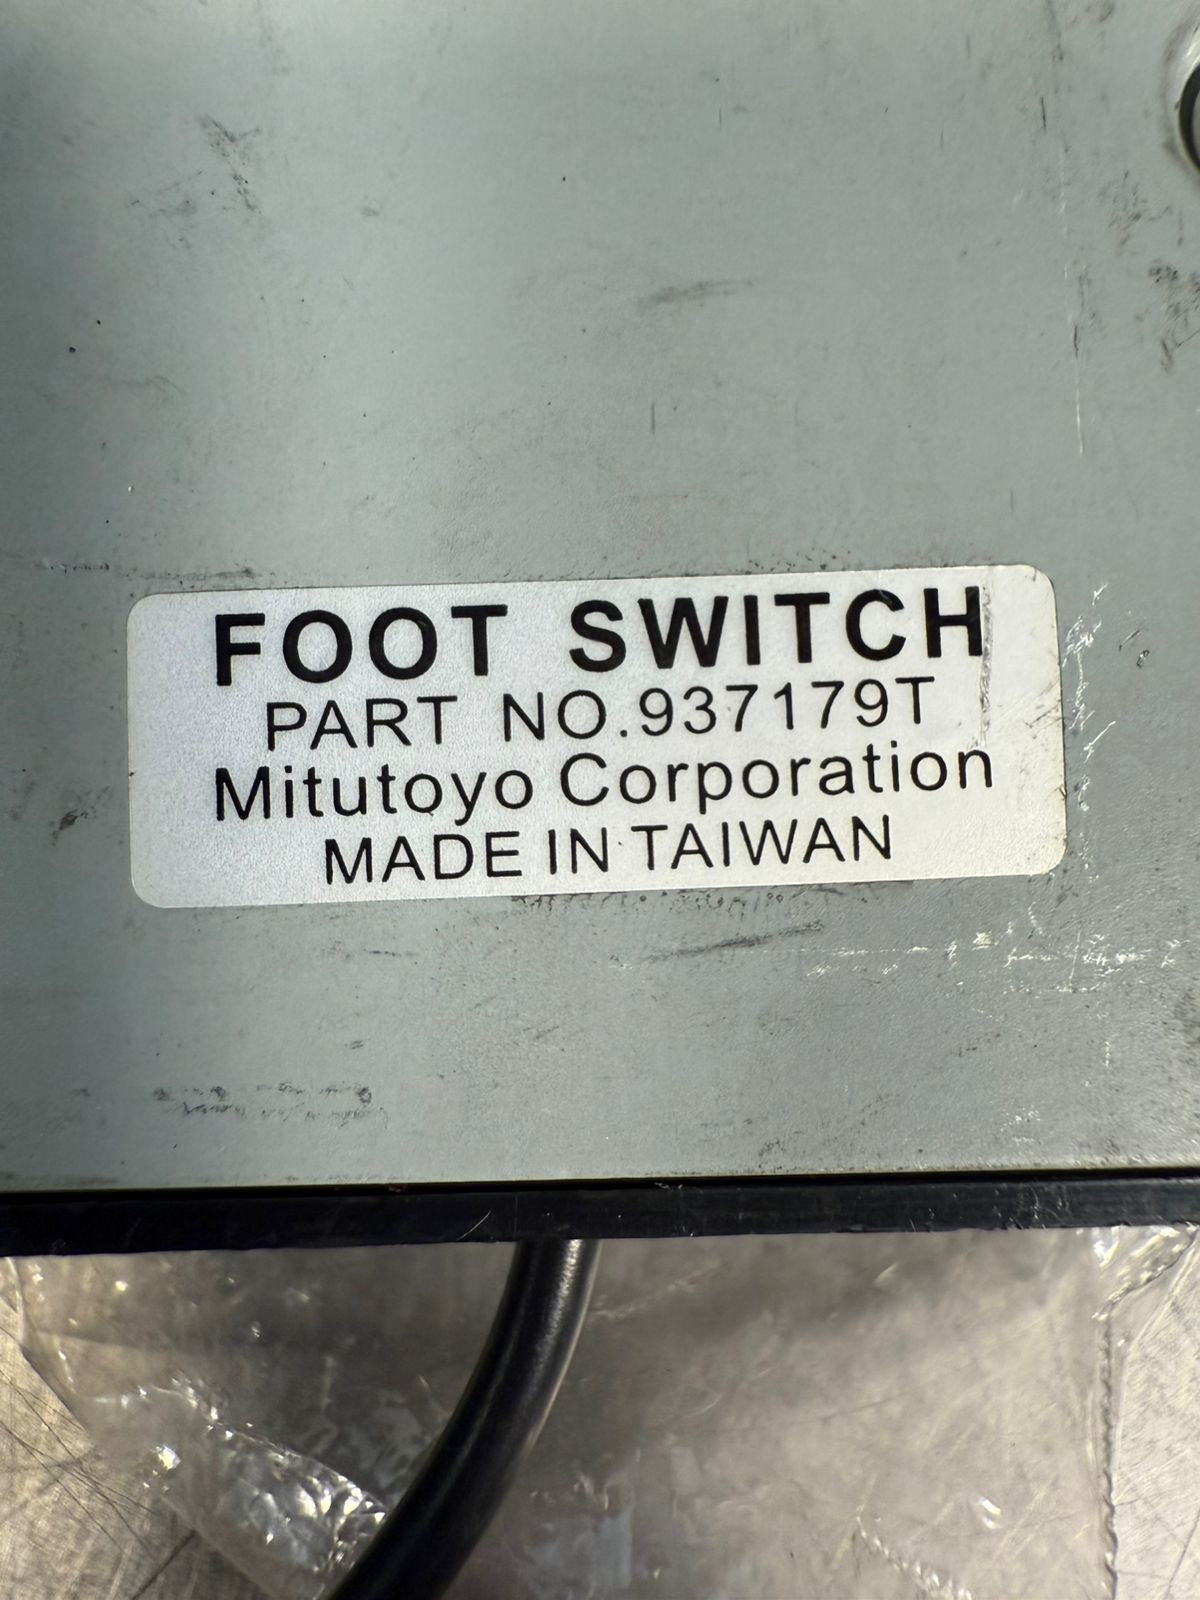 FOOT SWITCH
PART NO.937179T
Mitutoyo Corporation
MADE IN TAIWAN